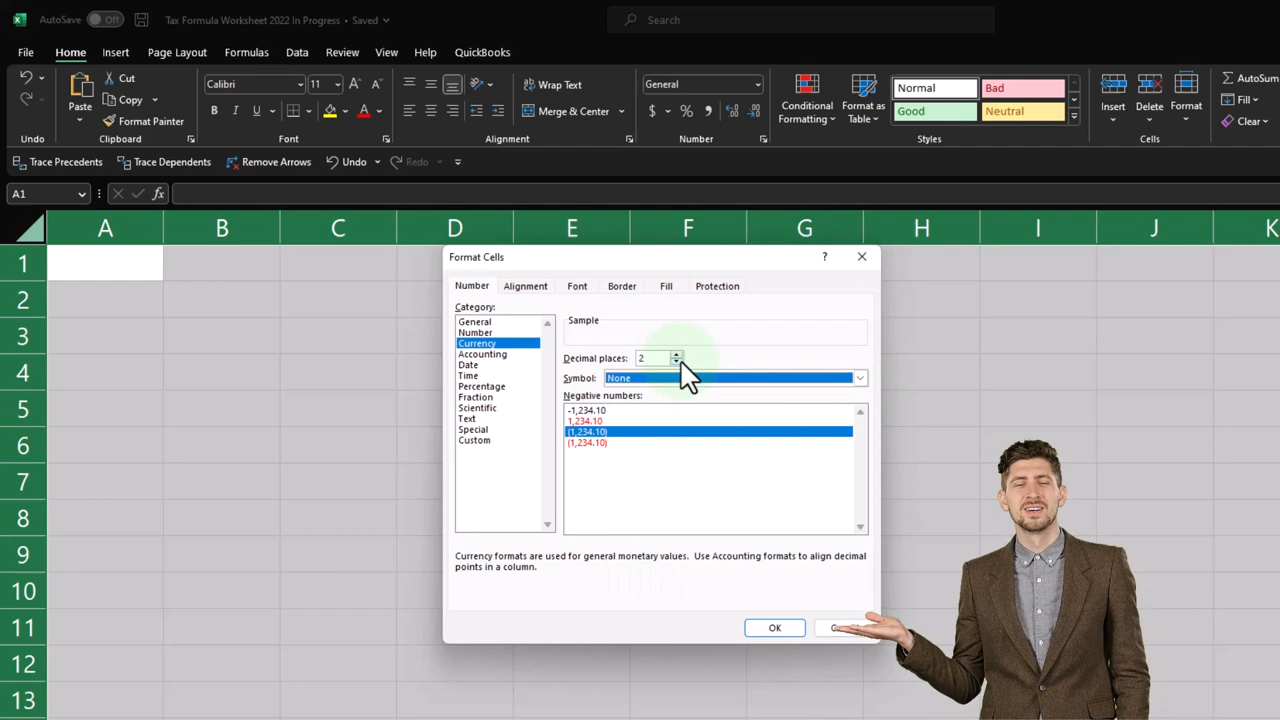 AutoSave Off Tax Formula Worksheet 2022 In Progress • Saved Search
File Home Insert Page Layout Formulas Data Review View Help QuickBooks
Paste
Cut
Copy
Format Painter
Calibri 11
B I U A
Wrap Text
Merge & Center
General
$ % 9
Conditional Formatting
Format as Table
Normal Bad
Good Neutral
Insert Delete Format
AutoSum
Fill
Clear
Undo Clipboard Font Alignment Number Styles Cells
Trace Precedents Trace Dependents Remove Arrows Undo Redo
A1 fx
A B C D E F G H I J K
1
2
3
4
5
6
7
8
9
10
11
12
13
Format Cells ?
Number Alignment Font Border Fill Protection
Category:
General
Number
Currency
Accounting
Date
Time
Percentage
Fraction
Scientific
Text
Special
Custom
Sample
Decimal places: 2
Symbol: None
Negative numbers:
-1,234.10
1,234.10
(1,234.10)
(1,234.10)
Currency formats are used for general monetary values. Use Accounting formats to align decimal
points in a column.
OK